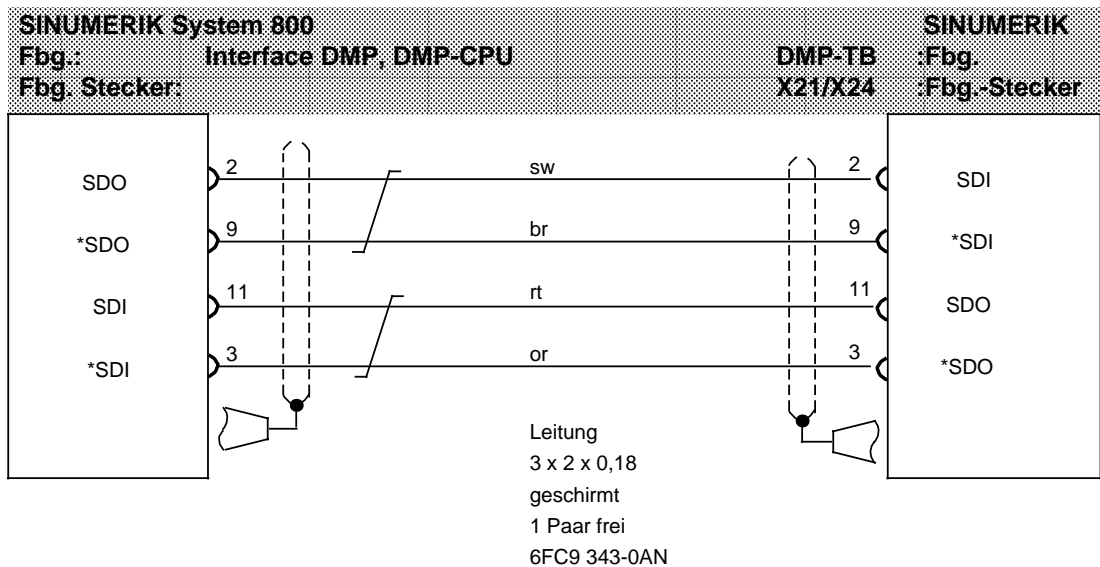 SINUMERIK System 800 SINUMERIK
Fbg.: Interface DMP, DMP-CPU DMP-TB :Fbg.
Fbg. Stecker: X21/X24 :Fbg.-Stecker
SDO 2 sw 2 SDI
*SDO 9 br 9 *SDI
SDI 11 rt 11 SDO
*SDI 3 or 3 *SDO
Leitung
3 x 2 x 0,18
geschirmt
1 Paar frei
6FC9 343-0AN